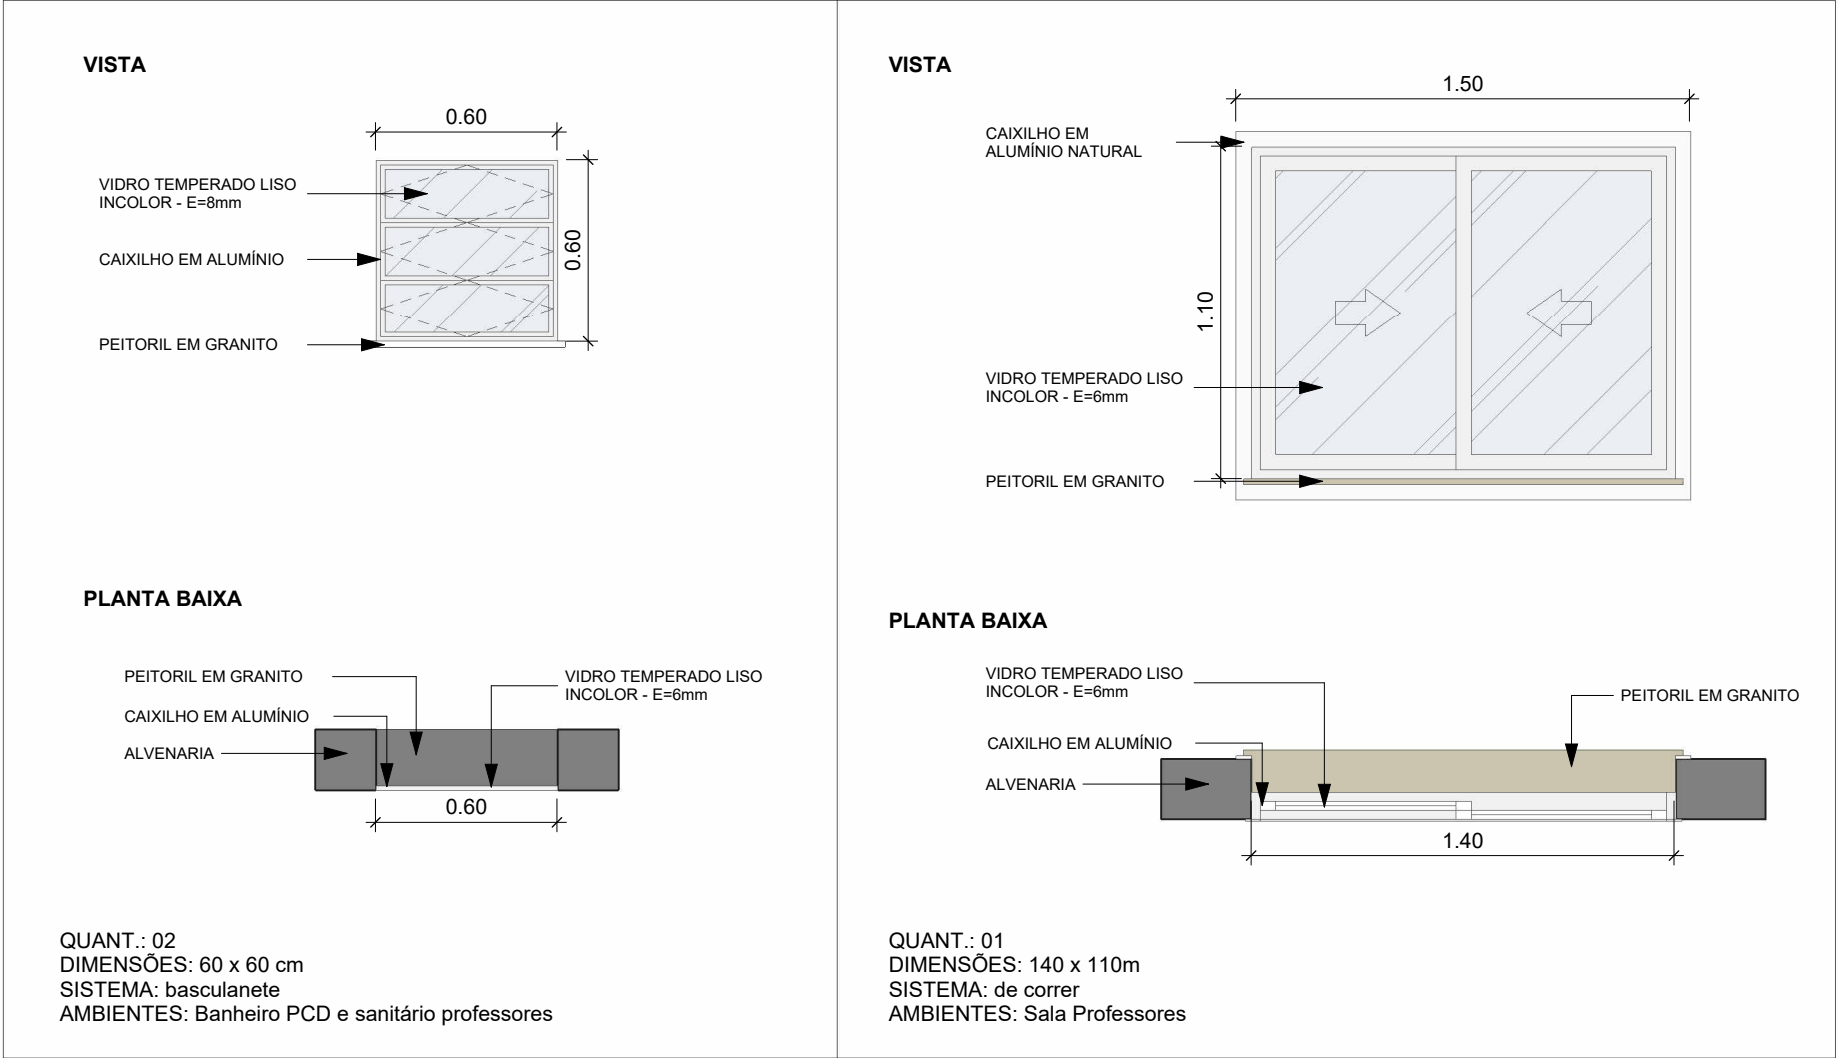 VISTA
0.60
VIDRO TEMPERADO LISO
INCOLOR - E=8mm
CAIXILHO EM ALUMÍNIO
0.60
PEITORIL EM GRANITO
PLANTA BAIXA
PEITORIL EM GRANITO
VIDRO TEMPERADO LISO
INCOLOR - E=6mm
CAIXILHO EM ALUMÍNIO
ALVENARIA
0.60
QUANT.: 02
DIMENSÕES: 60 x 60 cm
SISTEMA: basculanete
AMBIENTES: Banheiro PCD e sanitário professores
VISTA
1.50
CAIXILHO EM
ALUMÍNIO NATURAL
1.10
VIDRO TEMPERADO LISO
INCOLOR - E=6mm
PEITORIL EM GRANITO
PLANTA BAIXA
VIDRO TEMPERADO LISO
INCOLOR - E=6mm
PEITORIL EM GRANITO
CAIXILHO EM ALUMÍNIO
ALVENARIA
1.40
QUANT.: 01
DIMENSÕES: 140 x 110m
SISTEMA: de correr
AMBIENTES: Sala Professores